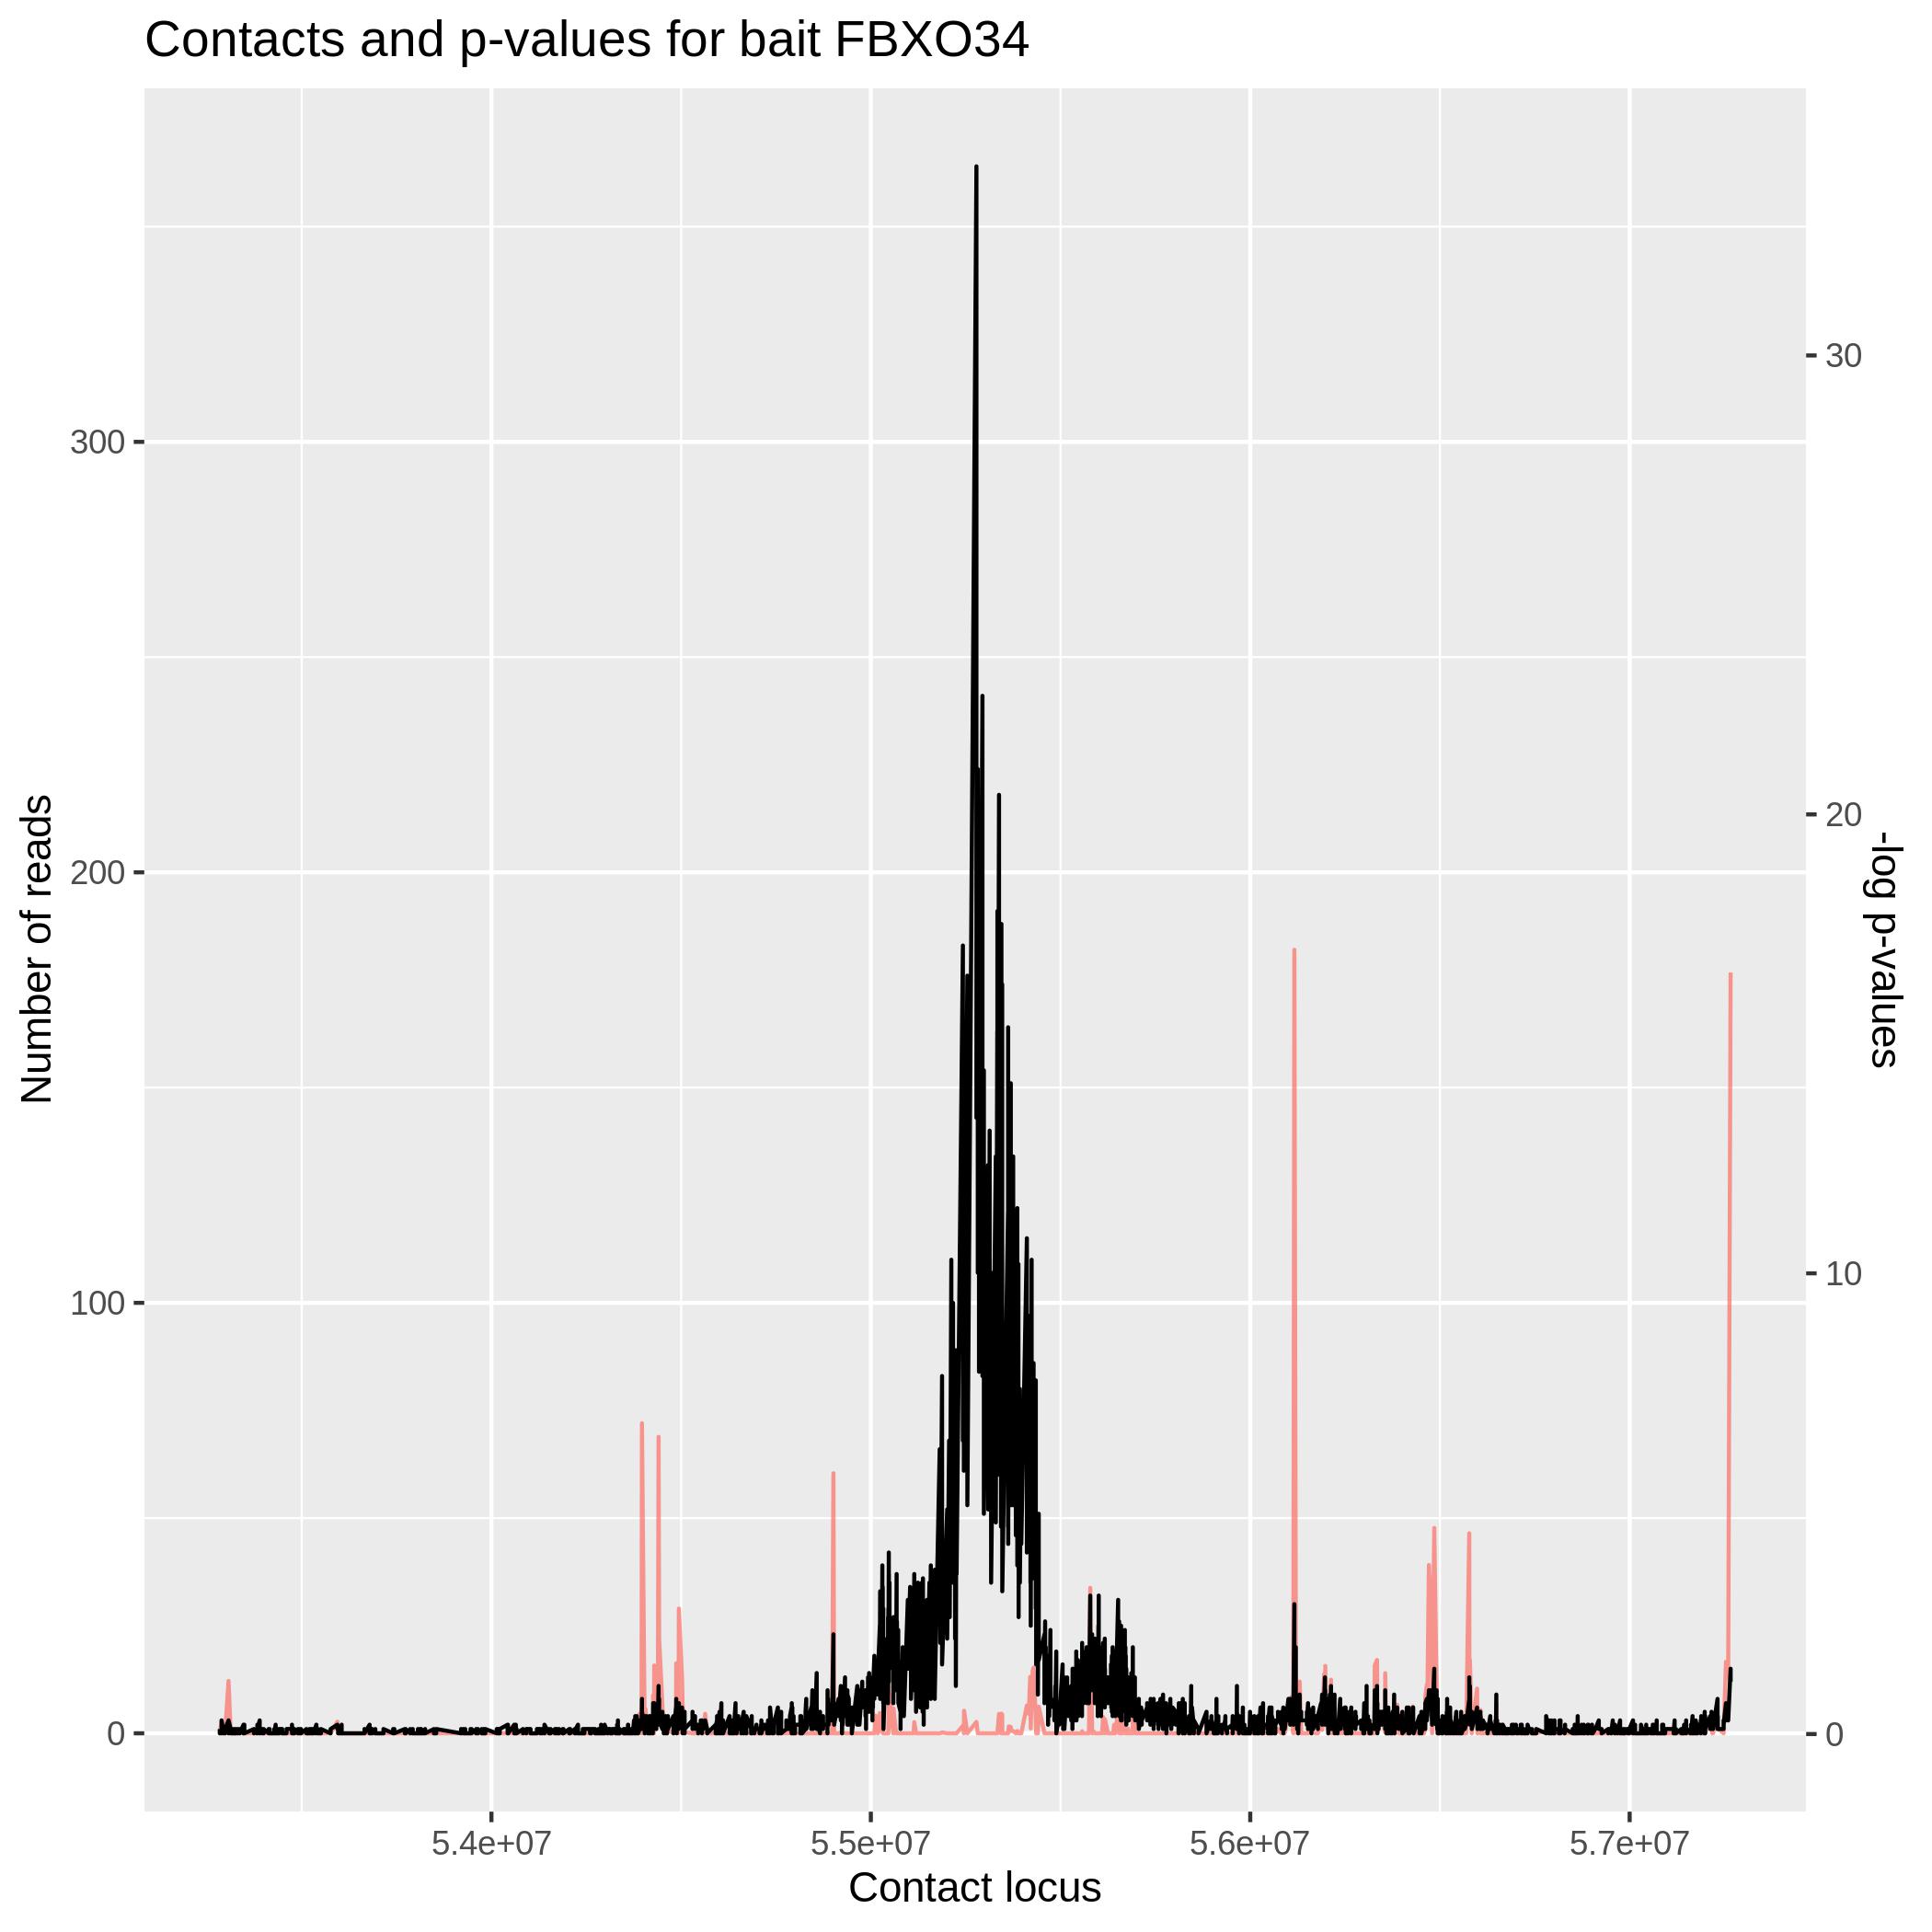 Contacts and p-values for bait FBXO34
Number of reads
300
200
100
0
30
20
10
0
-log p-values
5.4e+07 5.5e+07 5.6e+07 5.7e+07
Contact locus